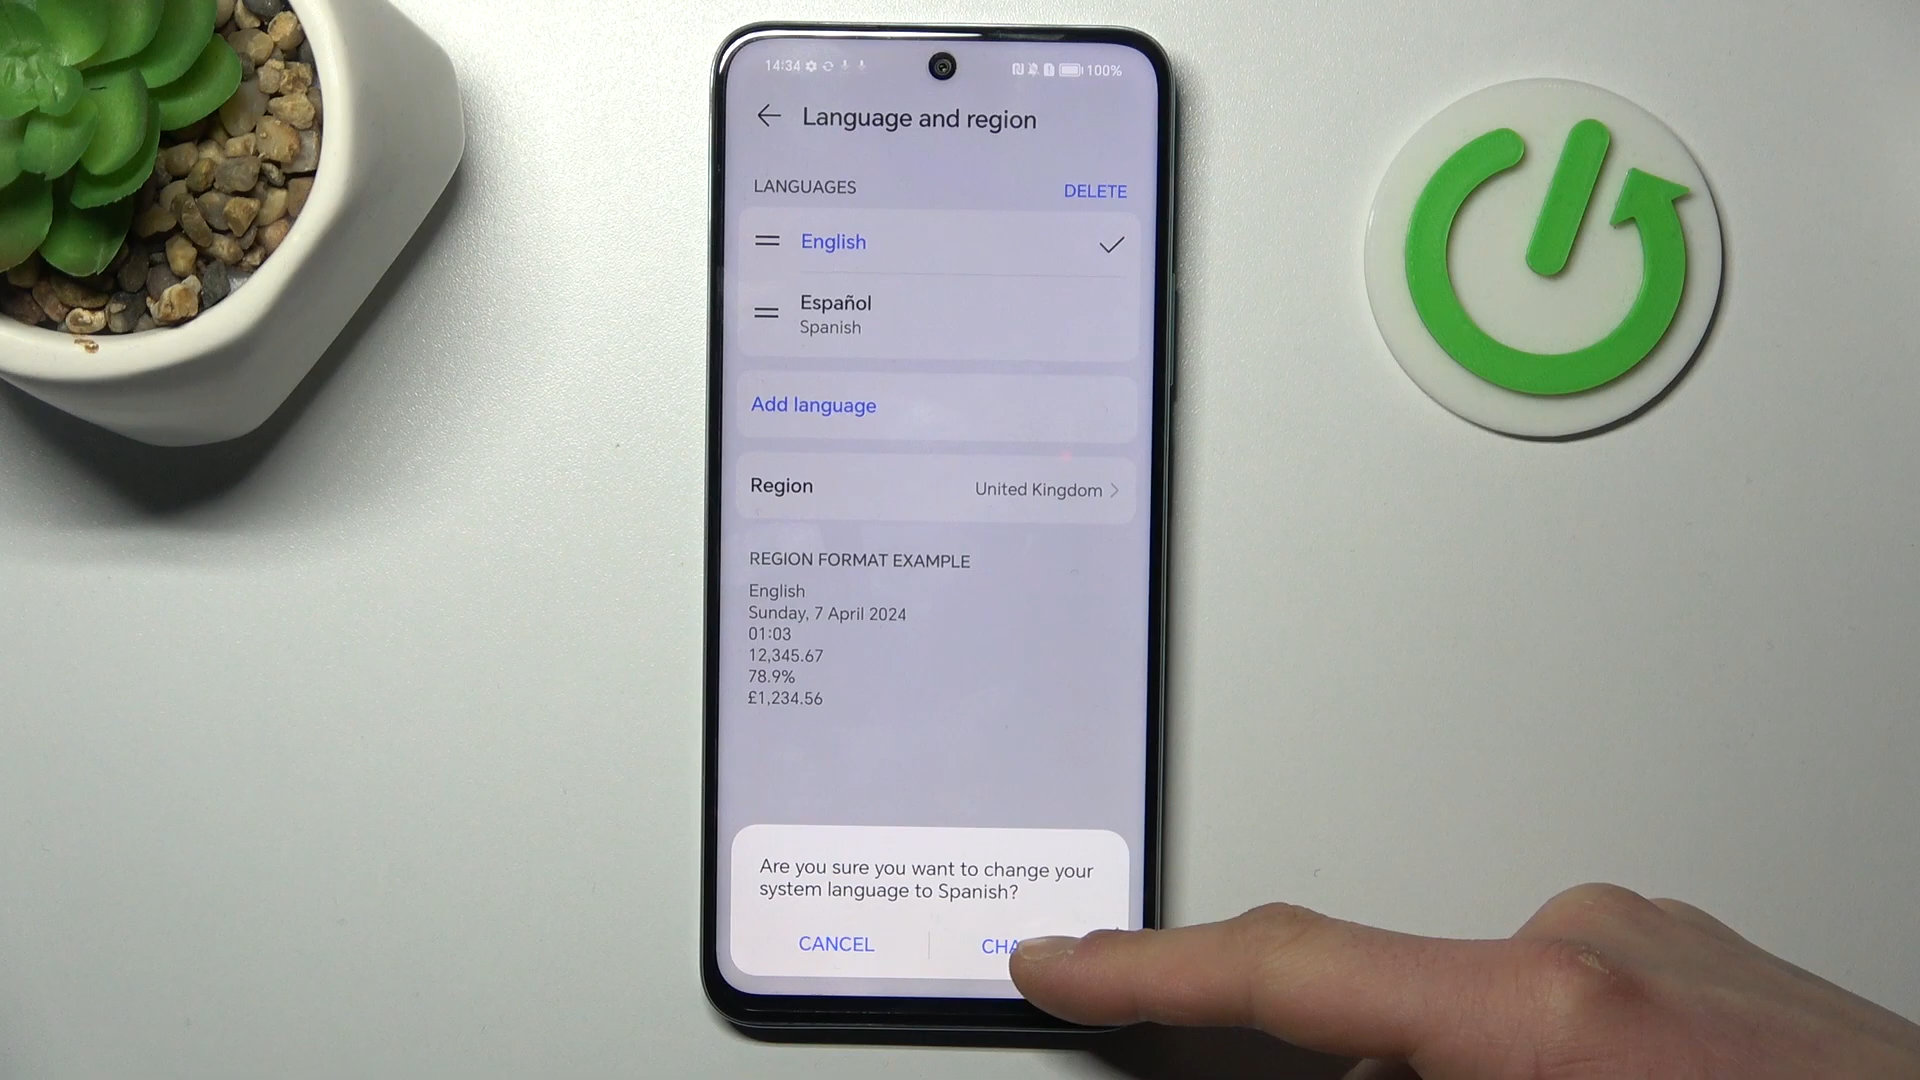 14:34 100%
Language and region
LANGUAGES DELETE
English
Español
Spanish
Add language
Region United Kingdom
REGION FORMAT EXAMPLE
English
Sunday, 7 April 2024
01:03
12,345.67
78.9%
£1,234.56
Are you sure you want to change your
system language to Spanish?
CANCEL